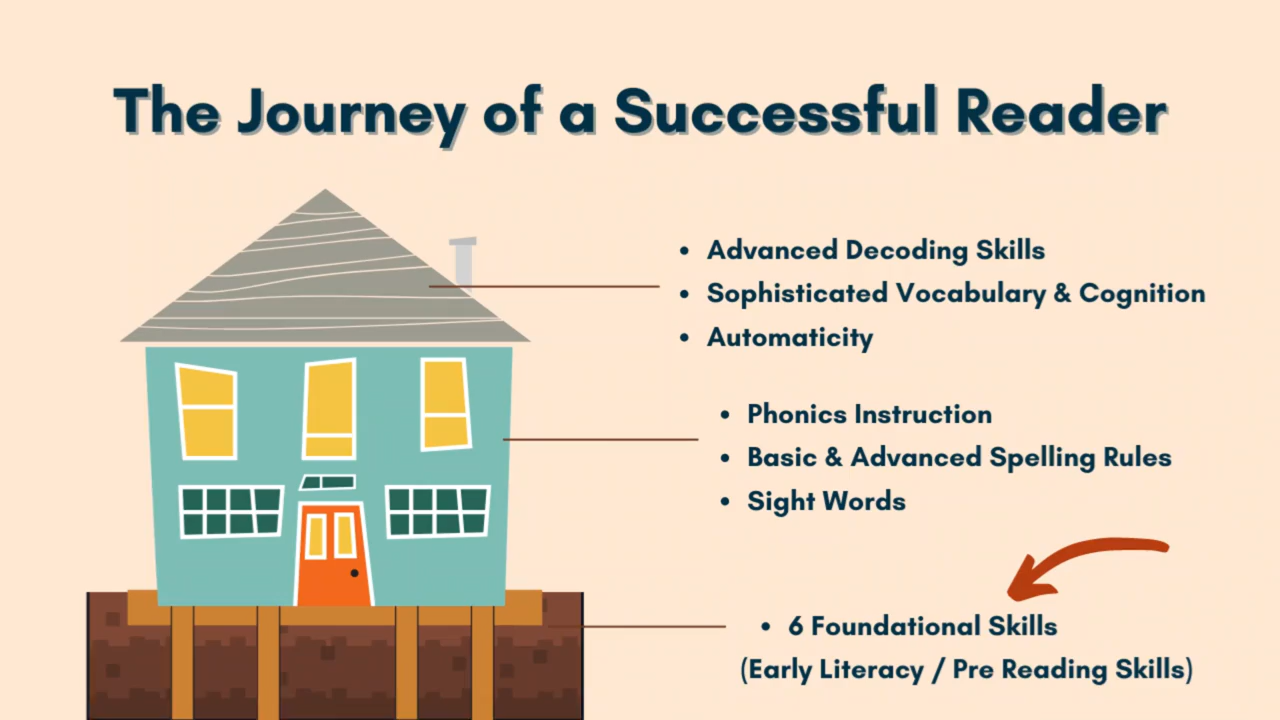 The Journey of a Successful Reader
• Advanced Decoding Skills
• Sophisticated Vocabulary & Cognition
• Automaticity
• Phonics Instruction
• Basic & Advanced Spelling Rules
• Sight Words
• 6 Foundational Skills
(Early Literacy / Pre Reading Skills)